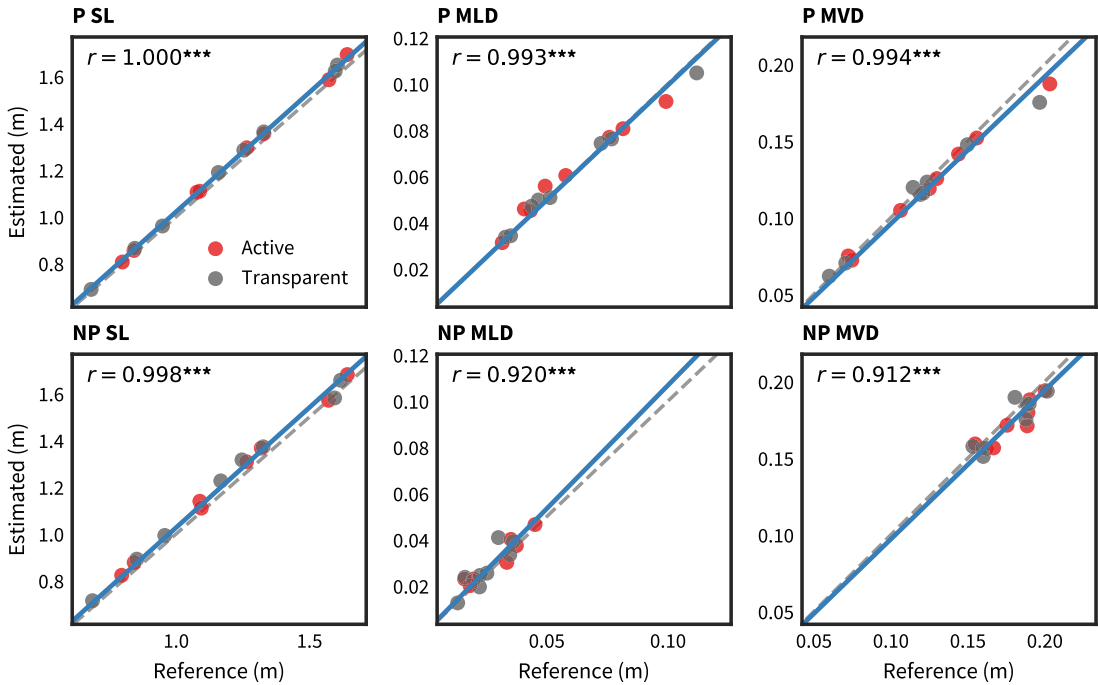 P SL
P MLD
P MVD
r = 1.000***
r = 0.993***
r = 0.994***
Estimated (m)
1.6
1.4
1.2
1.0
0.8
Active
Transparent
0.12
0.10
0.08
0.06
0.04
0.02
0.20
0.15
0.10
0.05
NP SL
NP MLD
NP MVD
r = 0.998***
r = 0.920***
r = 0.912***
Estimated (m)
1.6
1.4
1.2
1.0
0.8
0.12
0.10
0.08
0.06
0.04
0.02
0.20
0.15
0.10
0.05
1.0
1.5
0.05
0.10
0.05
0.10
0.15
0.20
Reference (m)
Reference (m)
Reference (m)